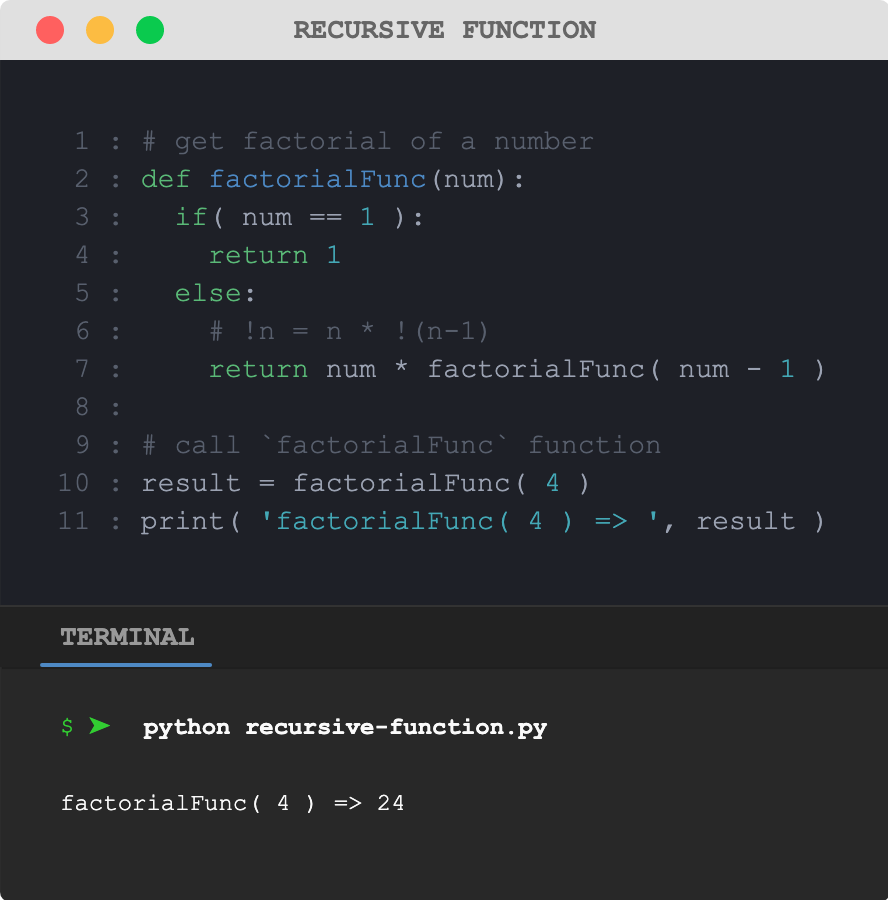 RECURSIVE FUNCTION
1 : # get factorial of a number
2 : def factorialFunc(num):
3 :   if( num == 1 ):
4 :     return 1
5 :   else:
6 :     # !n = n * !(n-1)
7 :     return num * factorialFunc( num - 1 )
8 :
9 : # call `factorialFunc` function
10 : result = factorialFunc( 4 )
11 : print( 'factorialFunc( 4 ) => ', result )
TERMINAL
$ ➤ python recursive-function.py
factorialFunc( 4 ) => 24